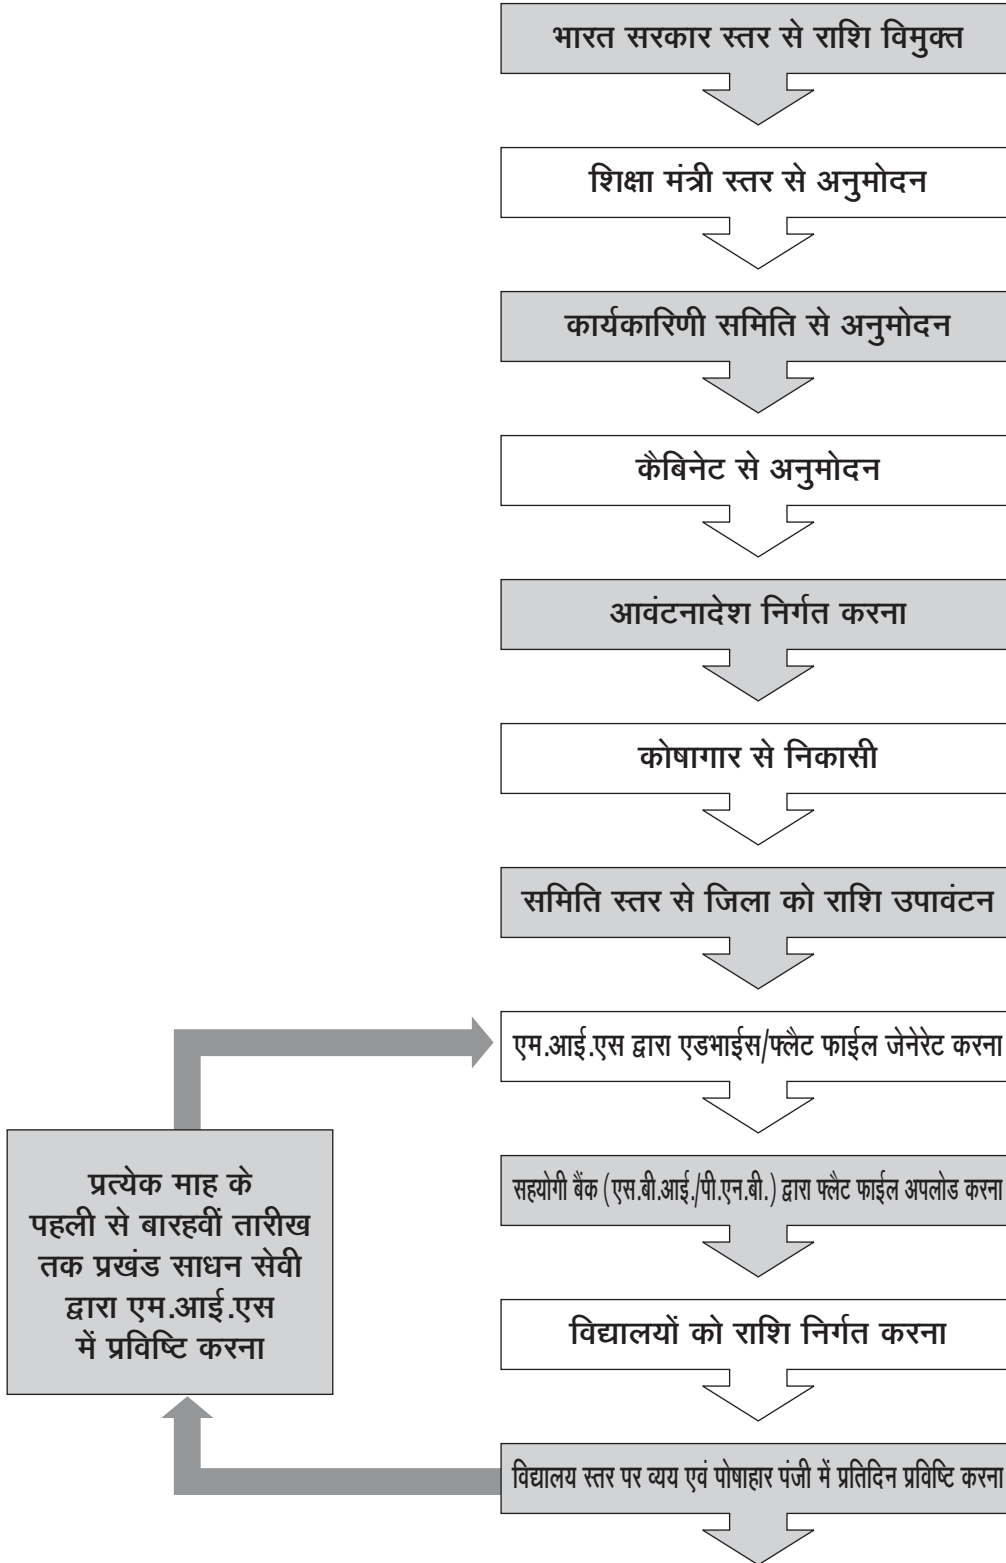 भारत सरकार स्तर से राशि विमुक्त
शिक्षा मंत्री स्तर से अनुमोदन
कार्यकारिणी समिति से अनुमोदन
कैबिनेट से अनुमोदन
आवंटनादेश निर्गत करना
कोषागार से निकासी
समिति स्तर से जिला को राशि उपावंटन
एम.आई.एस द्वारा एडभाईस/फ्लैट फाईल जेनेरेट करना
सहयोगी बैंक (एस.बी.आई./पी.एन.बी.) द्वारा फ्लैट फाईल अपलोड करना
विद्यालयों को राशि निर्गत करना
विद्यालय स्तर पर व्यय एवं पोषाहार पंजी में प्रतिदिन प्रविष्टि करना
प्रत्येक माह के
पहली से बारहवीं तारीख
तक प्रखंड साधन सेवी
द्वारा एम.आई.एस
में प्रविष्टि करना